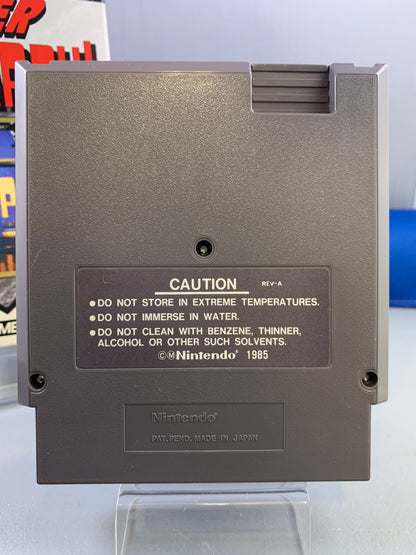 CAUTION REV-A
●DO NOT STORE IN EXTREME TEMPERATURES.
●DO NOT IMMERSE IN WATER.
●DO NOT CLEAN WITH BENZENE, THINNER,
ALCOHOL OR OTHER SUCH SOLVENTS.
©ⓂNintendo® 1985
Nintendo®
PAT. PEND. MADE IN JAPAN